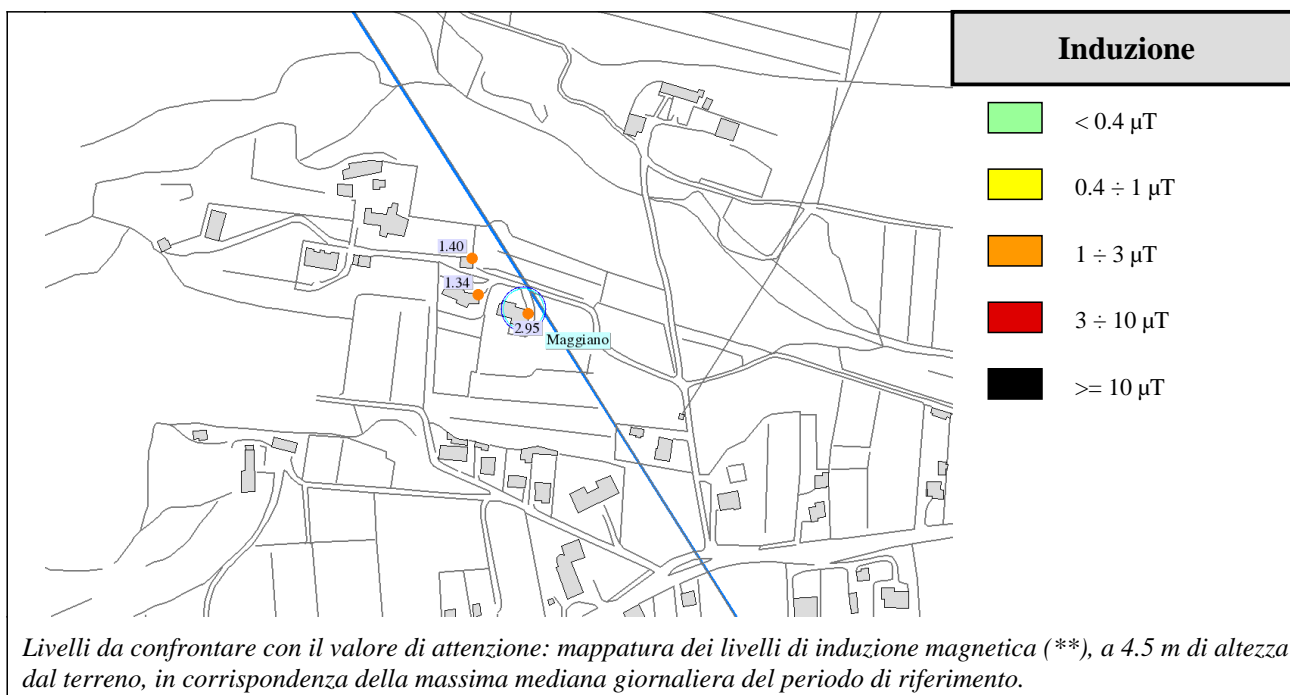 Induzione
< 0.4 µT
0.4 ÷ 1 µT
1 ÷ 3 µT
3 ÷ 10 µT
>= 10 µT
1.40
1.34
2.95
Maggiano
Livelli da confrontare con il valore di attenzione: mappatura dei livelli di induzione magnetica (**), a 4.5 m di altezza
dal terreno, in corrispondenza della massima mediana giornaliera del periodo di riferimento.